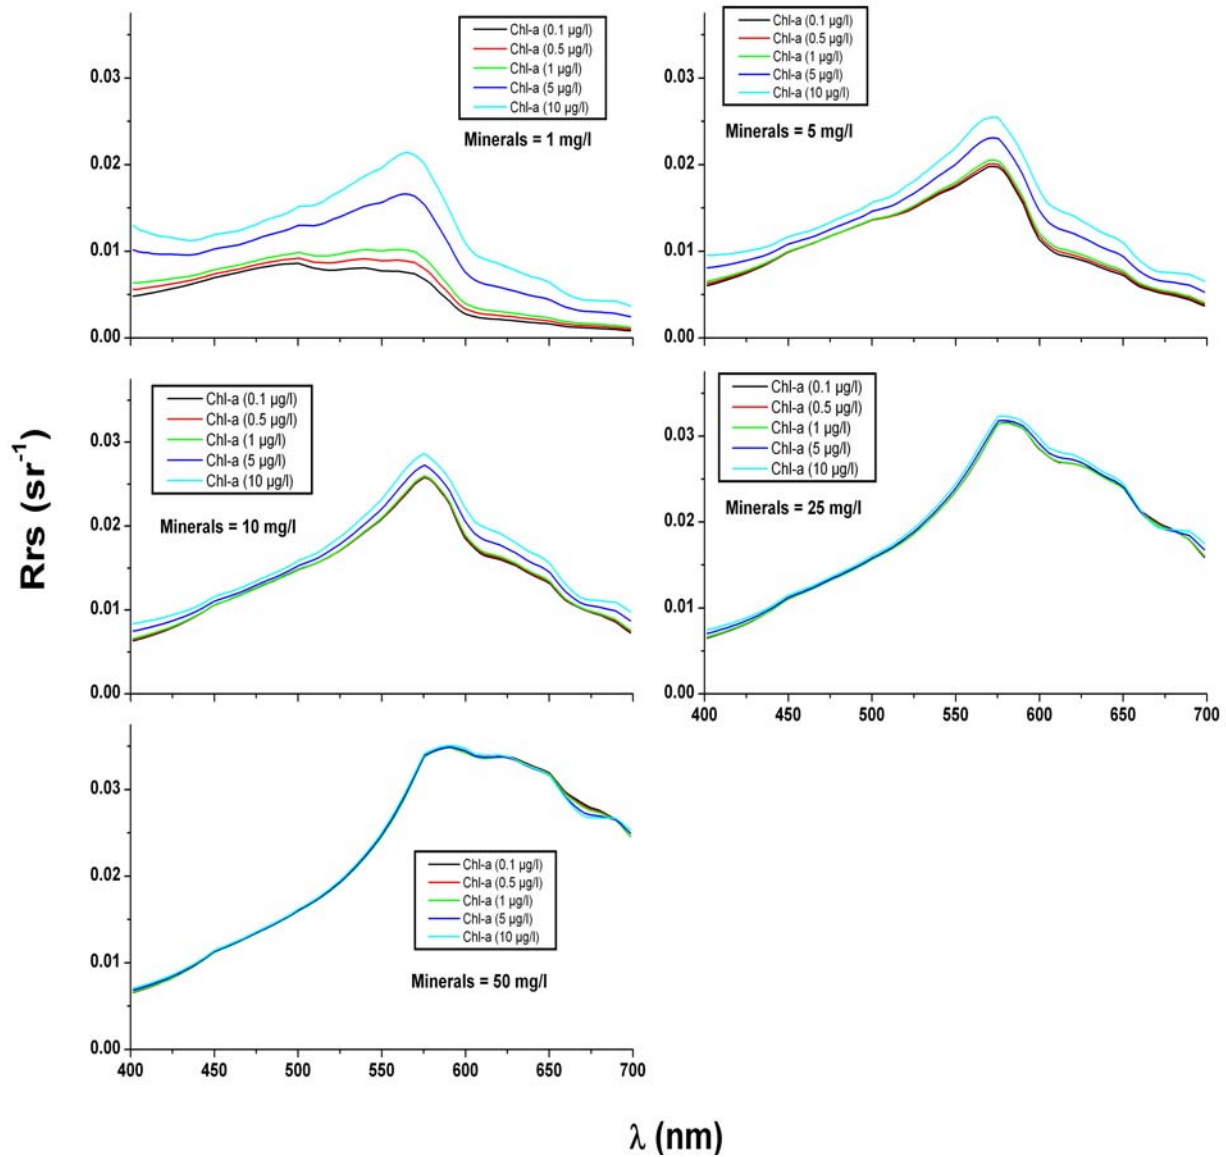 Rrs (sr⁻¹)
0.03
0.02
0.01
0.00
Chl-a (0.1 µg/l)
Chl-a (0.5 µg/l)
Chl-a (1 µg/l)
Chl-a (5 µg/l)
Chl-a (10 µg/l)
Minerals = 1 mg/l
0.03
0.02
0.01
0.00
Chl-a (0.1 µg/l)
Chl-a (0.5 µg/l)
Chl-a (1 µg/l)
Chl-a (5 µg/l)
Chl-a (10 µg/l)
Minerals = 5 mg/l
0.03
0.02
0.01
0.00
Chl-a (0.1 µg/l)
Chl-a (0.5 µg/l)
Chl-a (1 µg/l)
Chl-a (5 µg/l)
Chl-a (10 µg/l)
Minerals = 10 mg/l
0.03
0.02
0.01
0.00
Chl-a (0.1 µg/l)
Chl-a (0.5 µg/l)
Chl-a (1 µg/l)
Chl-a (5 µg/l)
Chl-a (10 µg/l)
Minerals = 25 mg/l
400 450 500 550 600 650 700
0.03
0.02
0.01
0.00
Chl-a (0.1 µg/l)
Chl-a (0.5 µg/l)
Chl-a (1 µg/l)
Chl-a (5 µg/l)
Chl-a (10 µg/l)
Minerals = 50 mg/l
400 450 500 550 600 650 700
λ (nm)